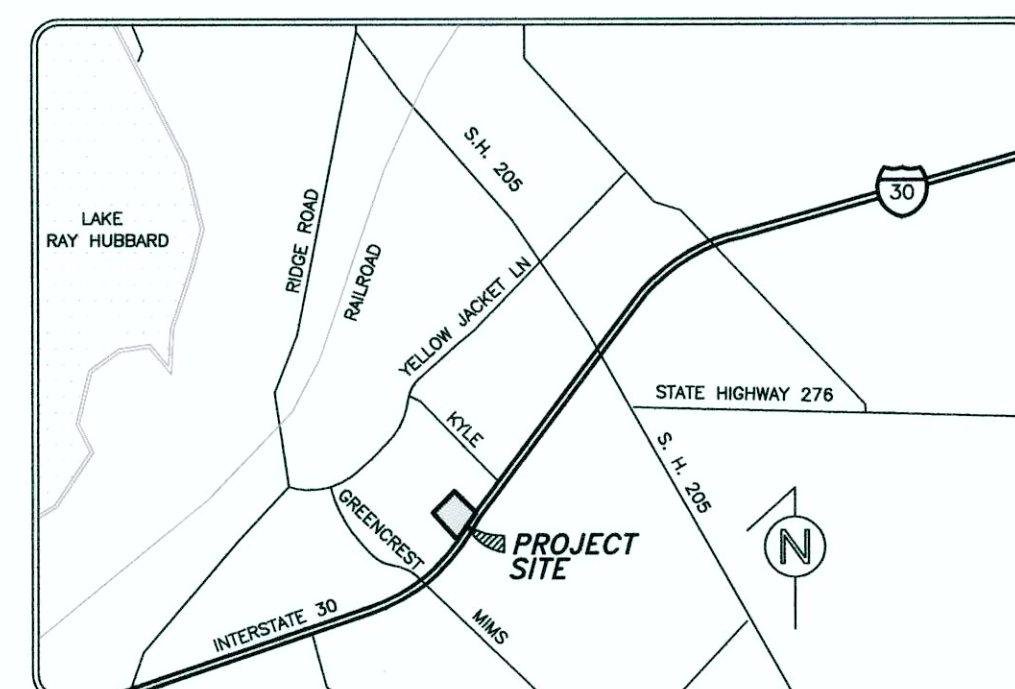 S.H. 205
30
LAKE
RAY HUBBARD
RIDGE ROAD
RAILROAD
YELLOW JACKET LN
STATE HIGHWAY 276
KYLE
S. H. 205
GREENCREST
PROJECT
SITE
N
INTERSTATE 30
MIMS